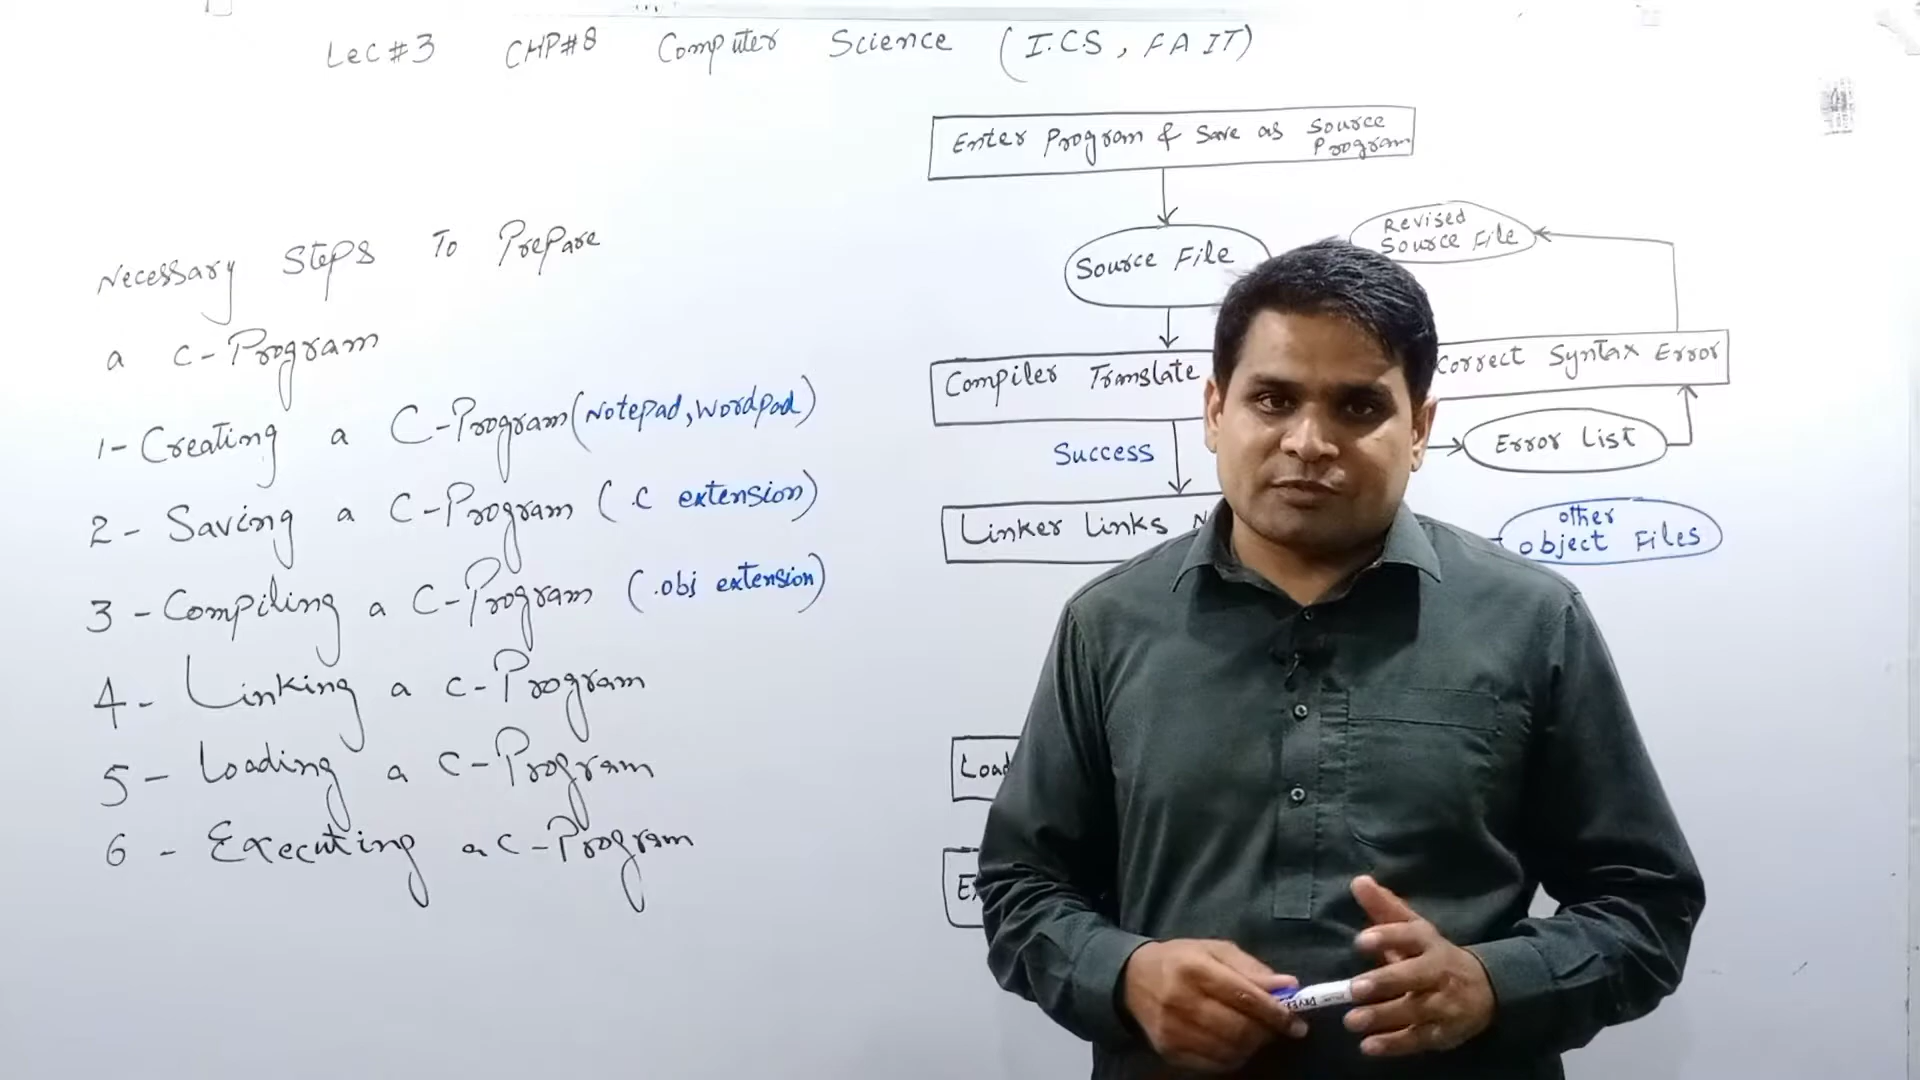 Lec#3 CHP#8 Computer Science (I.C.S, FA IT)
Necessary Steps To Prepare
a C-Program
1- Creating a C-Program (Notepad, Wordpad)
2- Saving a C-Program (.C extension)
3- Compiling a C-Program (.obj extension)
4- Linking a C-Program
5- Loading a C-Program
6- Executing a C-Program
Enter Program & Save as Source
Program
Source File
Revised
Source File
Compiler Translate
Correct Syntax Error
Success
Error List
Linker Links
other
object Files